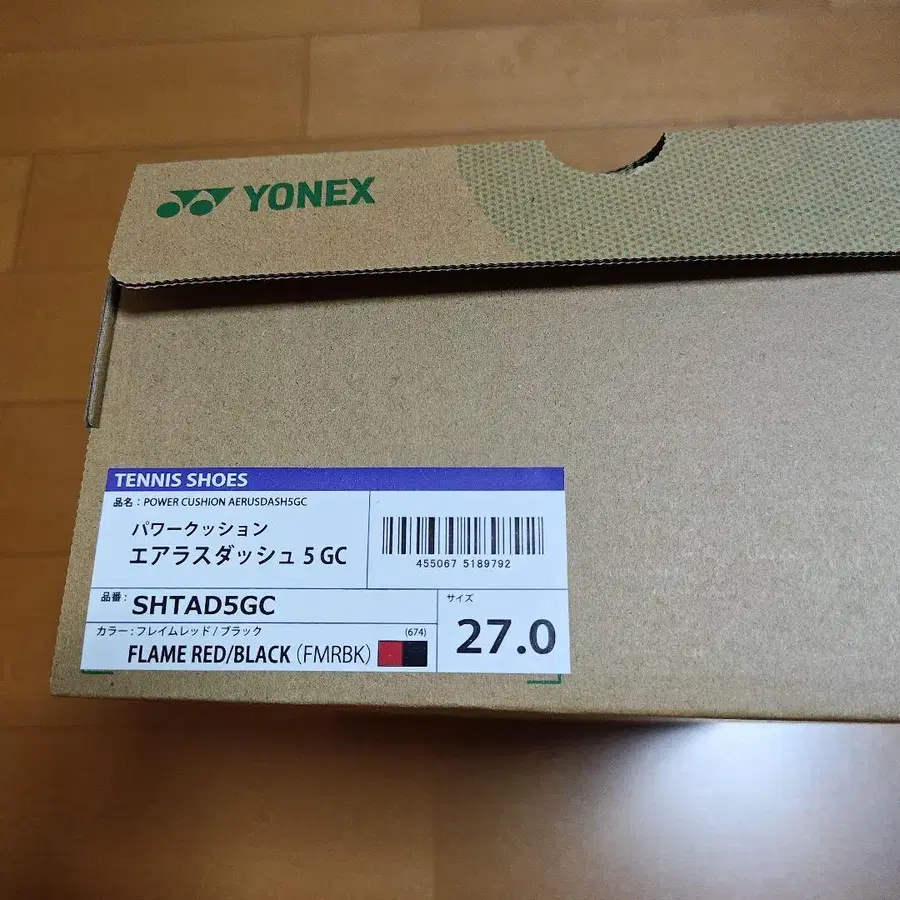 YONEX
TENNIS SHOES
品名：POWER CUSHION AERUSDASH5GC
パワークッション
エアラスダッシュ 5 GC
455067 5189792
品番：SHTAD5GC
サイズ
27.0
カラー：フレイムレッド / ブラック (674)
FLAME RED/BLACK (FMRBK)